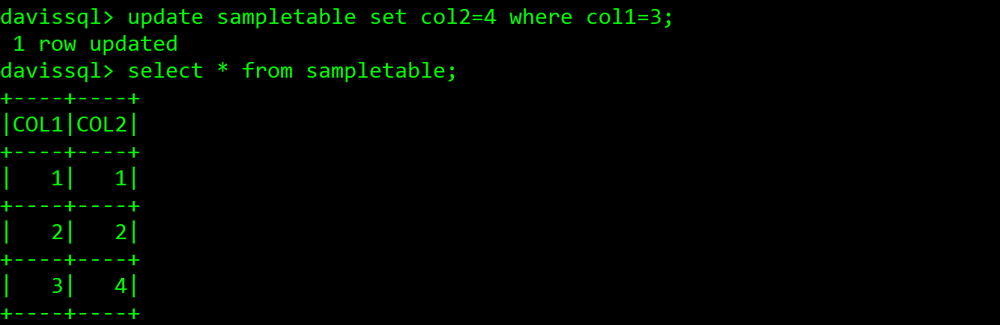 davissql> update sampletable set col2=4 where col1=3;
 1 row updated
davissql> select * from sampletable;
+----+----+
|COL1|COL2|
+----+----+
|   1|   1|
+----+----+
|   2|   2|
+----+----+
|   3|   4|
+----+----+